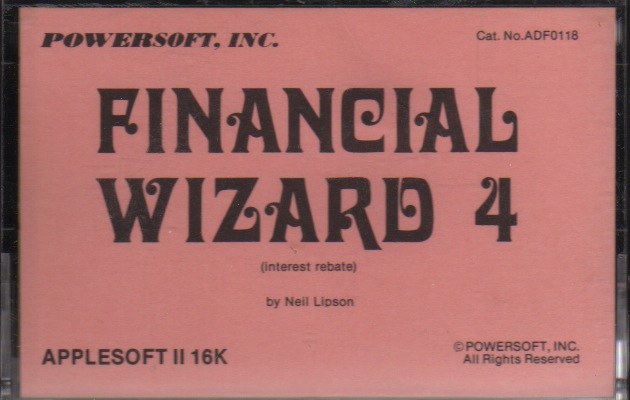 POWERSOFT, INC.
Cat. No.ADF0118
FINANCIAL
WIZARD 4
(interest rebate)
by Neil Lipson
APPLESOFT II 16K
©POWERSOFT, INC.
All Rights Reserved